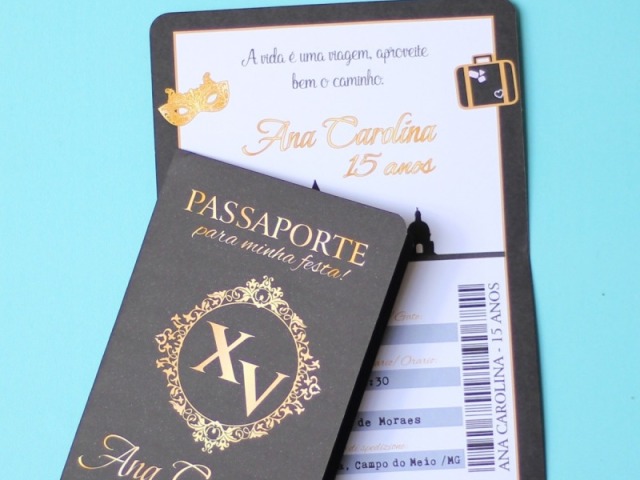 A vida é uma viagem, aproveite
bem o caminho.
Ana Carolina
15 anos
PASSAPORTE
para minha festa!
XV
Ana
:30
de Moraes
, Campo do Meio /MG
ANA CAROLINA - 15 ANOS